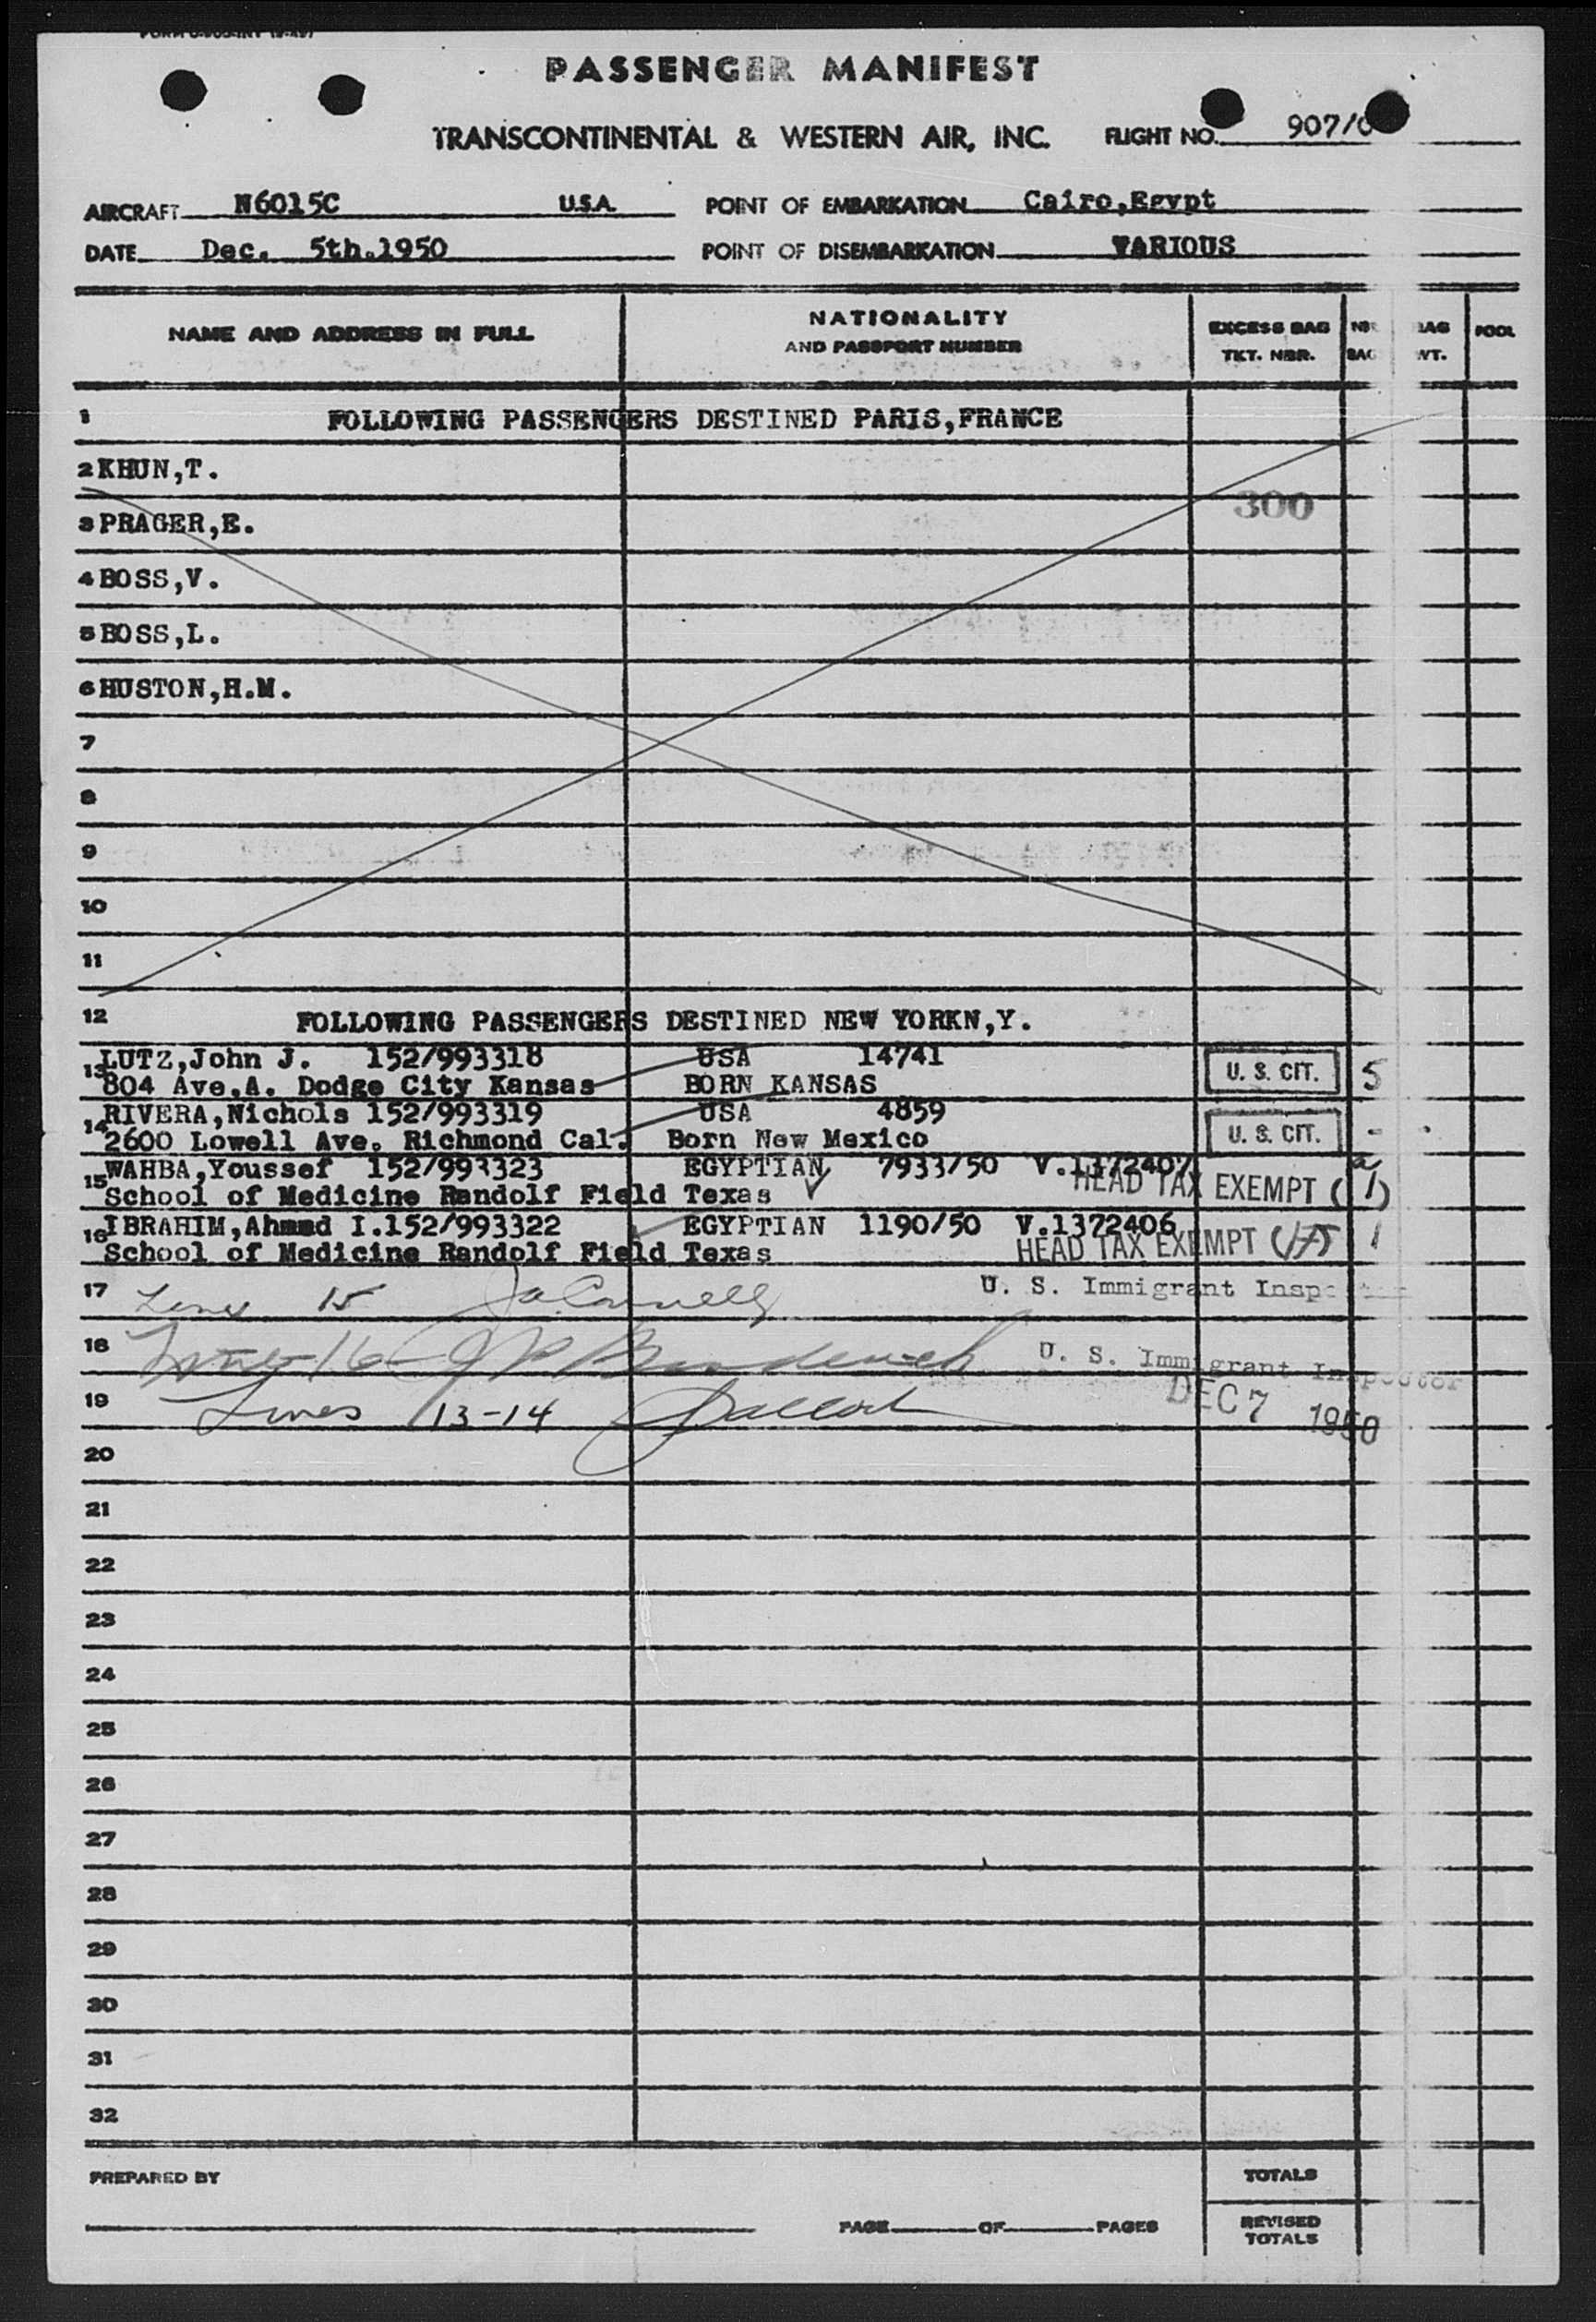 PASSENGER MANIFEST
TRANSCONTINENTAL & WESTERN AIR, INC. FLIGHT NO. 907/
AIRCRAFT N6015C U.S.A. POINT OF EMBARKATION Cairo,Egypt
DATE Dec. 5th.1950 POINT OF DISEMBARKATION VARIOUS
NAME AND ADDRESS IN FULL NATIONALITY AND PASSPORT NUMBER EXCESS BAG TKT. NBR. POOL
1 FOLLOWING PASSENGERS DESTINED PARIS,FRANCE
2 KHUN,T.
300
3 PRAGER,E.
4 BOSS,V.
5 BOSS,L.
6 HUSTON,H.M.
7
8
9
10
11
12 FOLLOWING PASSENGERS DESTINED NEW YORKN,Y.
13 LUTZ,John J. 152/993318 USA 14741
804 Ave.A. Dodge City Kansas BORN KANSAS U. S. CIT. 5
14 RIVERA,Nichols 152/993319 USA 4859
2600 Lowell Ave. Richmond Cal. Born New Mexico U. S. CIT. -
15 WAHBA,Youssef 152/993323 EGYPTIAN 7933/50 V.1372407
School of Medicine Randolf Field Texas HEAD TAX EXEMPT (1)
16 IBRAHIM,Ahmad I.152/993322 EGYPTIAN 1190/50 V.1372406
School of Medicine Randolf Field Texas HEAD TAX EXEMPT 1
17 Lines 15 U. S. Immigrant
18 16 U. S. Immigrant Inspector
19 Lines 13-14 DEC 7 1950
20
21
22
23
24
25
26
27
28
29
30
31
32
PREPARED BY TOTALS
PAGE OF PAGES REVISED TOTALS